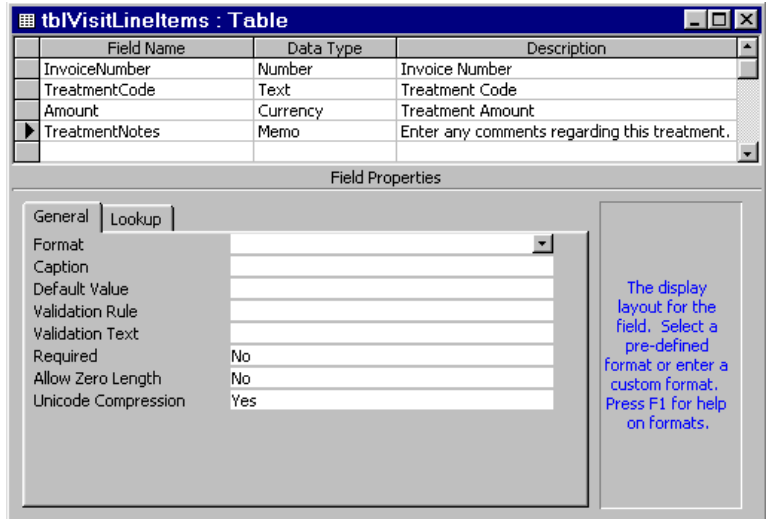 tblVisitLineItems : Table
Field Name Data Type Description
InvoiceNumber Number Invoice Number
TreatmentCode Text Treatment Code
Amount Currency Treatment Amount
TreatmentNotes Memo Enter any comments regarding this treatment.
Field Properties
General Lookup
Format
Caption
Default Value
Validation Rule
Validation Text
Required No
Allow Zero Length No
Unicode Compression Yes
The display
layout for the
field. Select a
pre-defined
format or enter a
custom format.
Press F1 for help
on formats.